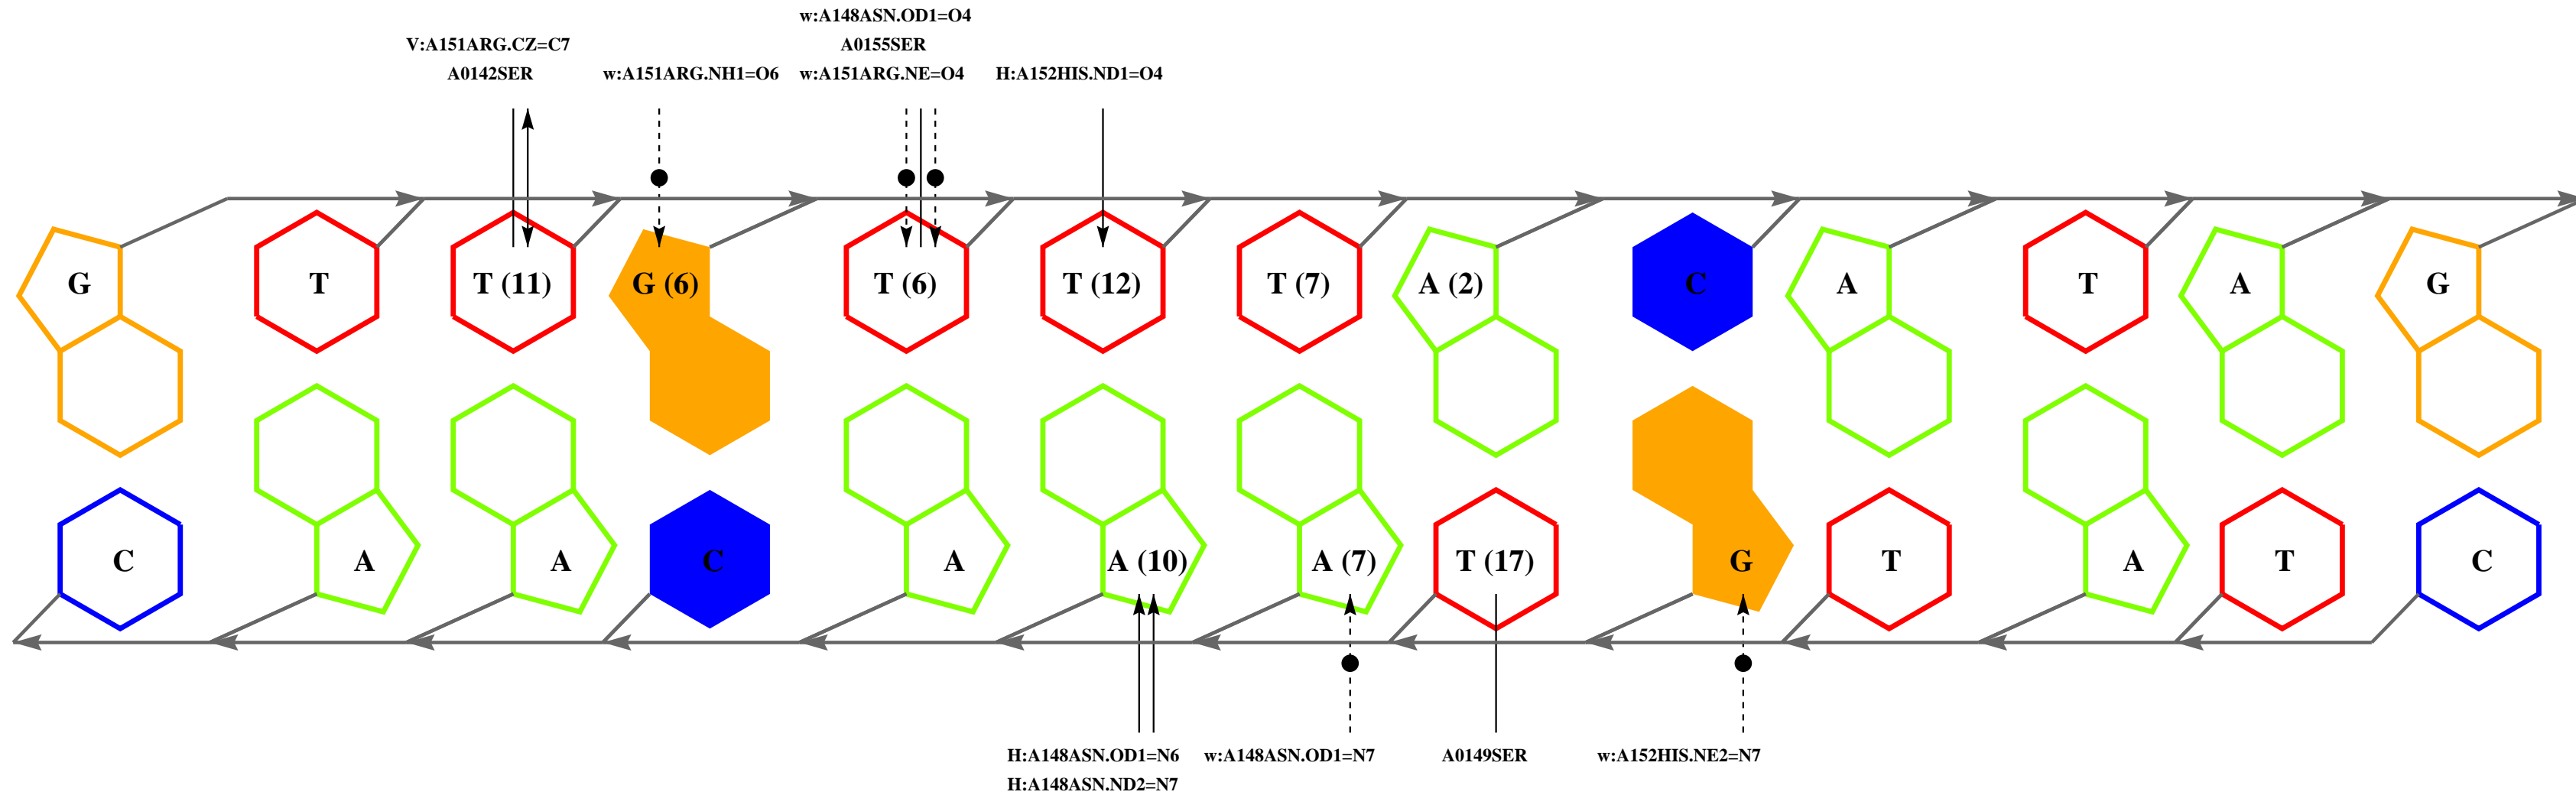 w:A148ASN.OD1=O4
V:A151ARG.CZ=C7 A0155SER
A0142SER w:A151ARG.NH1=O6 w:A151ARG.NE=O4 H:A152HIS.ND1=O4
G T T (11) G (6) T (6) T (12) T (7) A (2) C A T A G
C A A C A A (10) A (7) T (17) G T A T C
H:A148ASN.OD1=N6 w:A148ASN.OD1=N7 A0149SER w:A152HIS.NE2=N7
H:A148ASN.ND2=N7